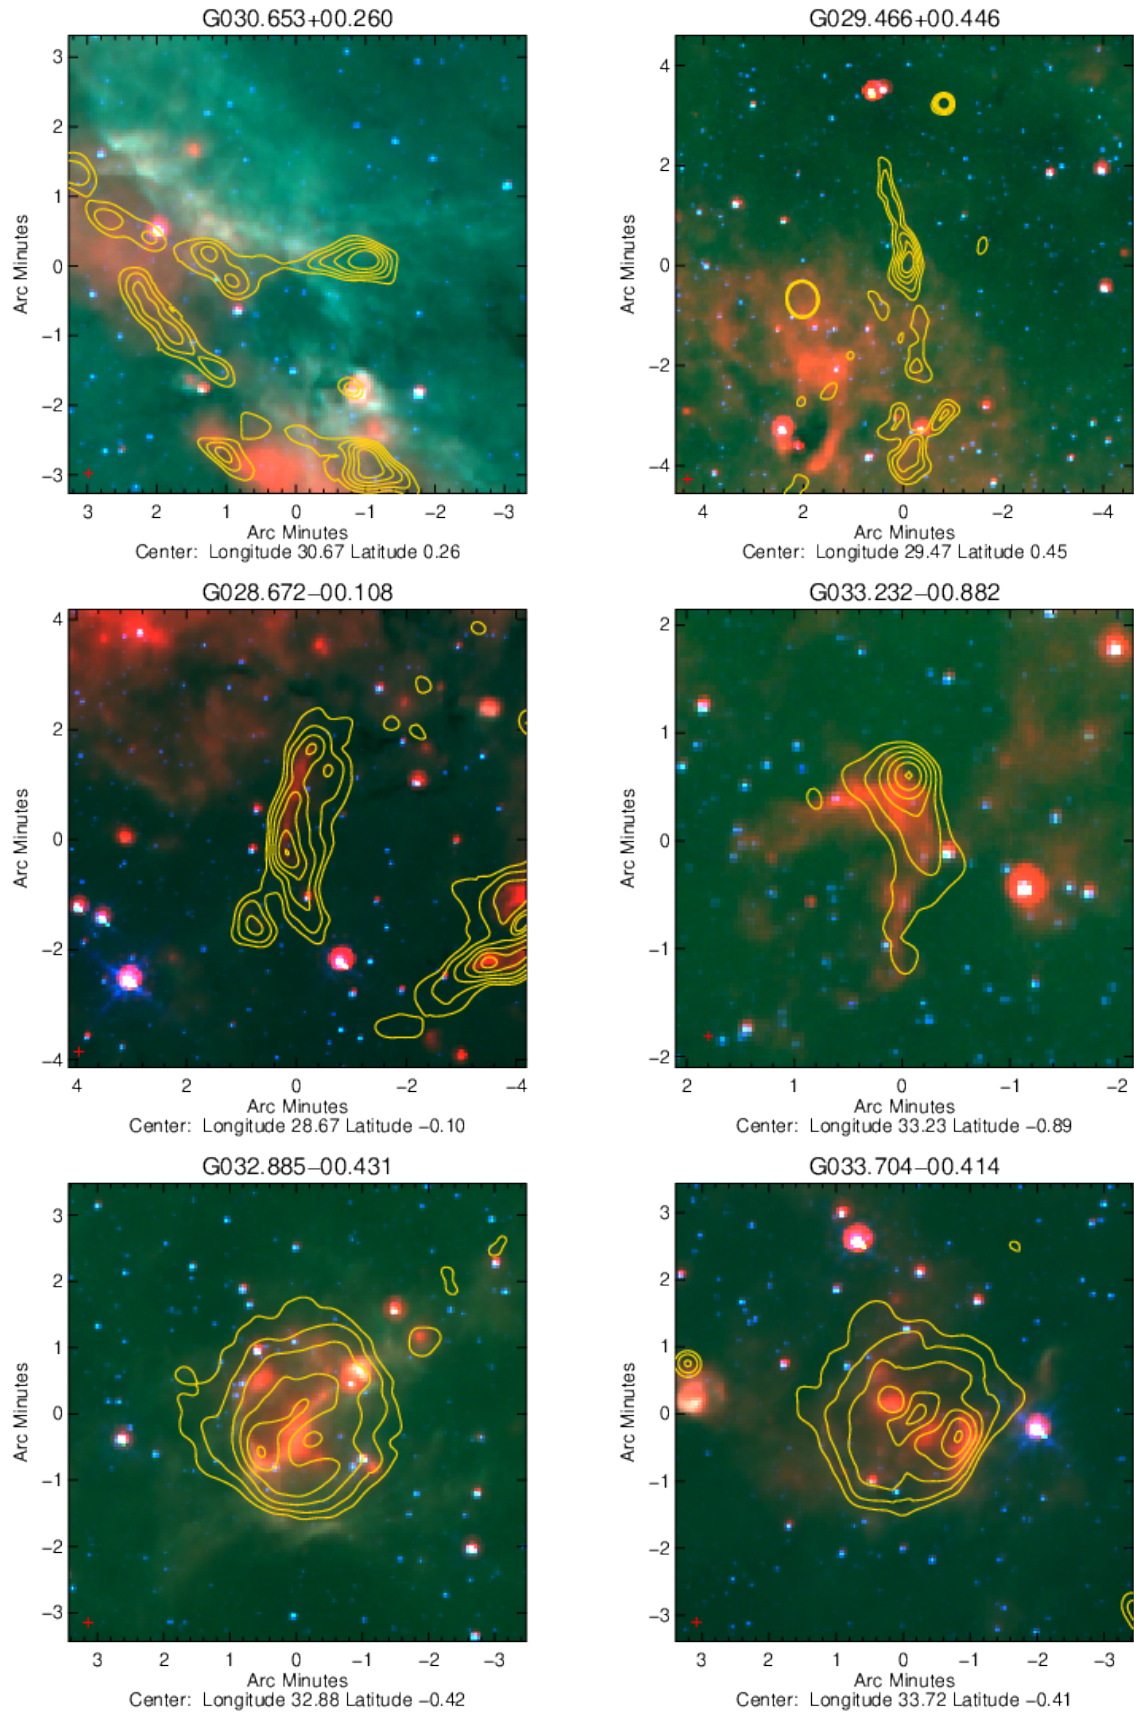 G030.653+00.260
G029.466+00.446
3
2
1
0
−1
−2
−3
Arc Minutes
3 2 1 0 −1 −2 −3
Arc Minutes
Center: Longitude 30.67 Latitude 0.26
4
2
0
−2
−4
Arc Minutes
4 2 0 −2 −4
Arc Minutes
Center: Longitude 29.47 Latitude 0.45
G028.672−00.108
G033.232−00.882
4
2
0
−2
−4
Arc Minutes
4 2 0 −2 −4
Arc Minutes
Center: Longitude 28.67 Latitude −0.10
2
1
0
−1
−2
Arc Minutes
2 1 0 −1 −2
Arc Minutes
Center: Longitude 33.23 Latitude −0.89
G032.885−00.431
G033.704−00.414
3
2
1
0
−1
−2
−3
Arc Minutes
3 2 1 0 −1 −2 −3
Arc Minutes
Center: Longitude 32.88 Latitude −0.42
3
2
1
0
−1
−2
−3
Arc Minutes
3 2 1 0 −1 −2 −3
Arc Minutes
Center: Longitude 33.72 Latitude −0.41